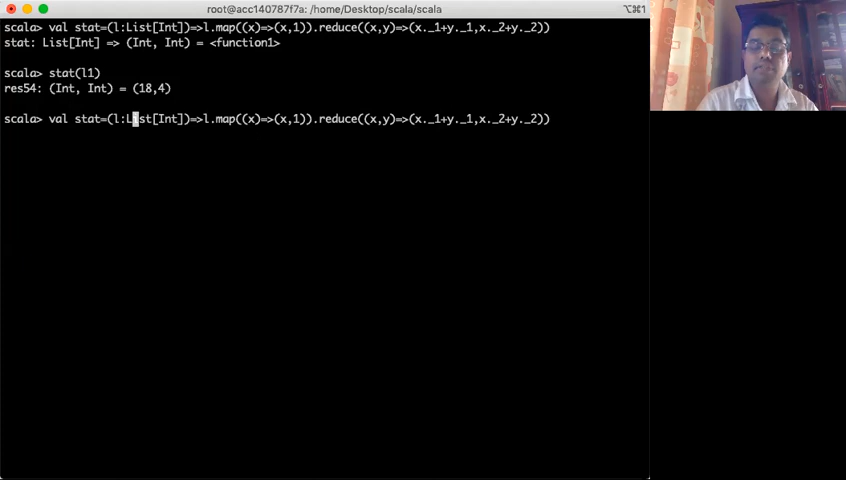 root@acc140787f7a: /home/Desktop/scala/scala
⌥⌘1
scala> val stat=(l:List[Int])=>l.map((x)=>(x,1)).reduce((x,y)=>(x._1+y._1,x._2+y._2))
stat: List[Int] => (Int, Int) = <function1>
scala> stat(l1)
res54: (Int, Int) = (18,4)
scala> val stat=(l:List[Int])=>l.map((x)=>(x,1)).reduce((x,y)=>(x._1+y._1,x._2+y._2))